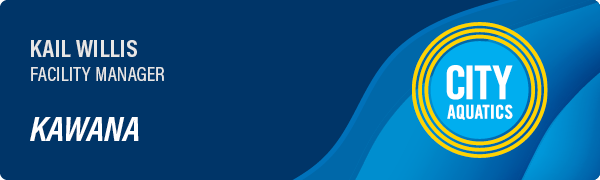 KAIL WILLIS
FACILITY MANAGER
KAWANA
CITY
AQUATICS